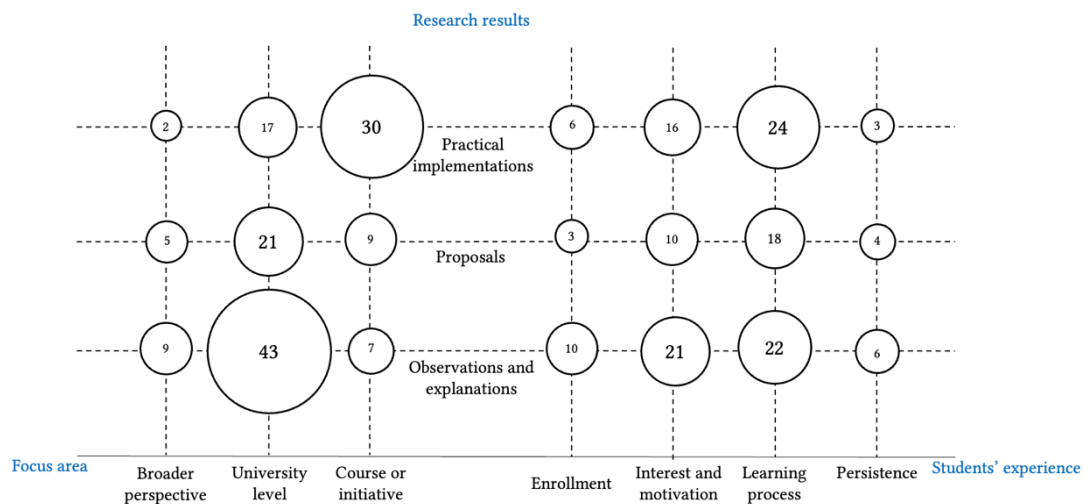 Research results
2
17
30
6
16
24
3
Practical
implementations
5
21
9
3
10
18
4
Proposals
9
43
7
10
21
22
6
Observations and
explanations
Focus area
Broader
perspective
University
level
Course or
initiative
Enrollment
Interest and
motivation
Learning
process
Persistence
Students’ experience